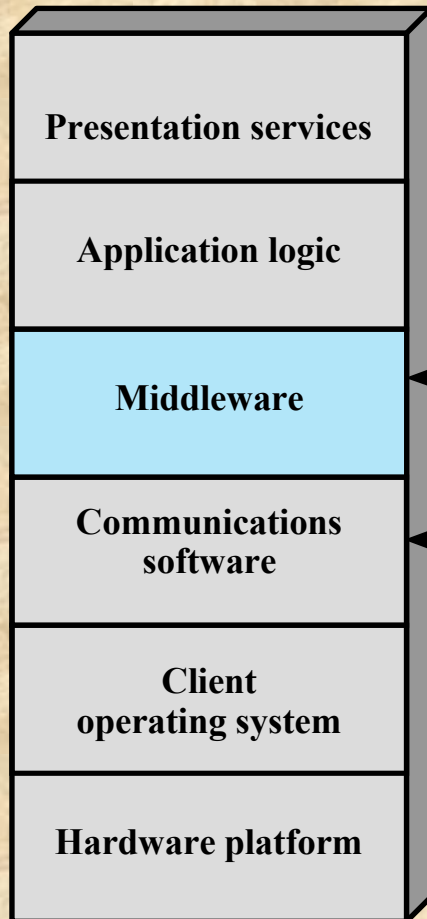 Presentation services
Application logic
Middleware
Communications
software
Client
operating system
Hardware platform